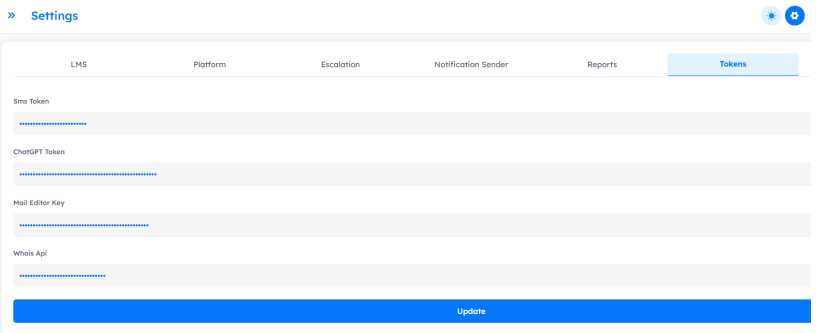 Settings
LMS Platform Escalation Notification Sender Reports Tokens
Sms Token
•••••••••••••••••••••••••
ChatGPT Token
•••••••••••••••••••••••••••••••••••••••••••••••••••
Mail Editor Key
••••••••••••••••••••••••••••••••••••••••••••••••
Whois Api
••••••••••••••••••••••••••••••••
Update